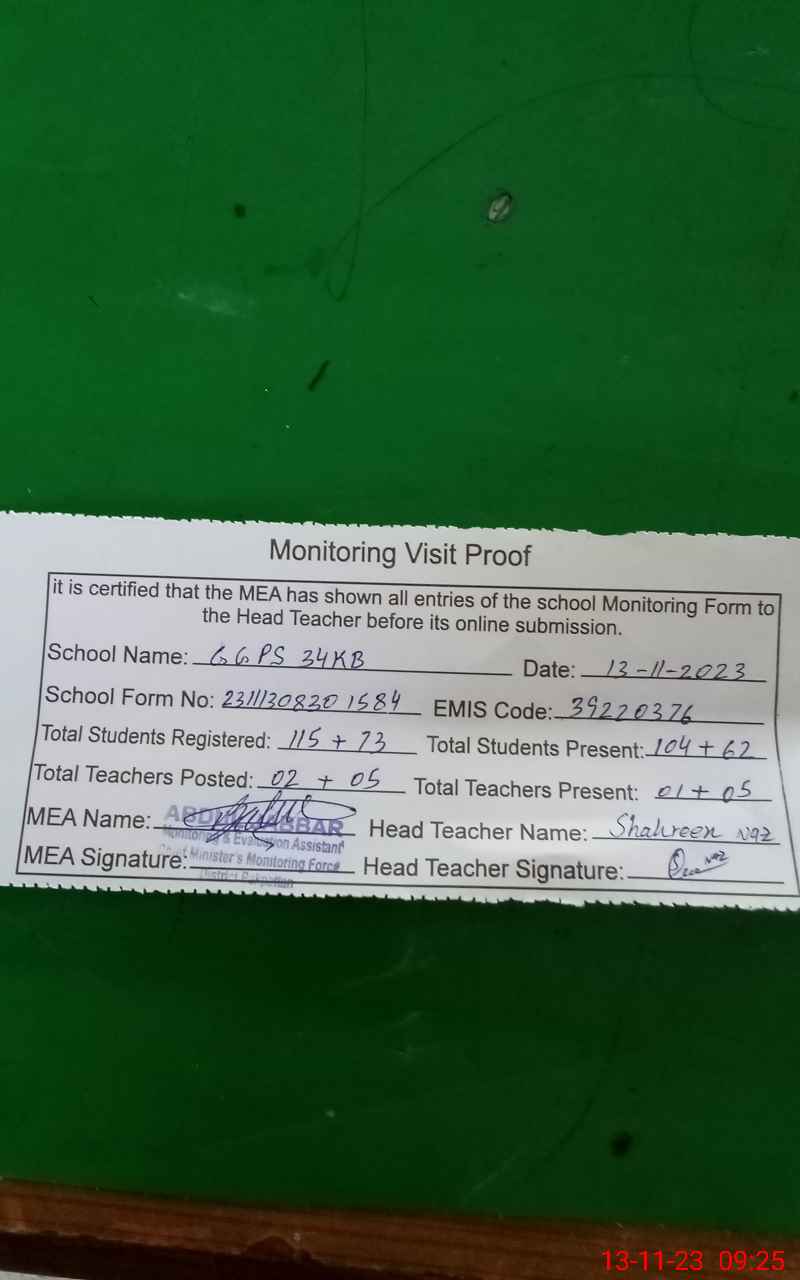 Monitoring Visit Proof
it is certified that the MEA has shown all entries of the school Monitoring Form to
the Head Teacher before its online submission.
School Name: GGPS 34KB Date: 13-11-2023
School Form No: 23111308301584 EMIS Code: 39220376
Total Students Registered: 115 + 73 Total Students Present: 104 + 62
Total Teachers Posted: 02 + 05 Total Teachers Present: 01 + 05
MEA Name: Head Teacher Name: Shahreen naz
Monitoring & Evaluation Assistant
MEA Signature: Minister's Monitoring Force Head Teacher Signature:
District Pakpattan
13-11-23 09:25